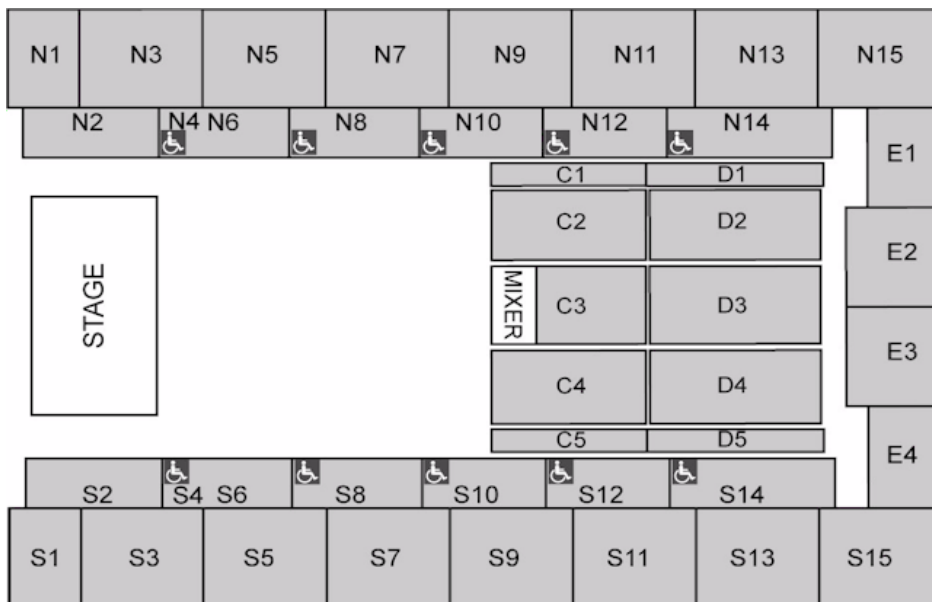 N1 N3 N5 N7 N9 N11 N13 N15
N2 N4 N6 N8 N10 N12 N14
E1
C1 D1
C2 D2
E2
STAGE
MIXER
C3 D3
E3
C4 D4
C5 D5
E4
S2 S4 S6 S8 S10 S12 S14
S1 S3 S5 S7 S9 S11 S13 S15